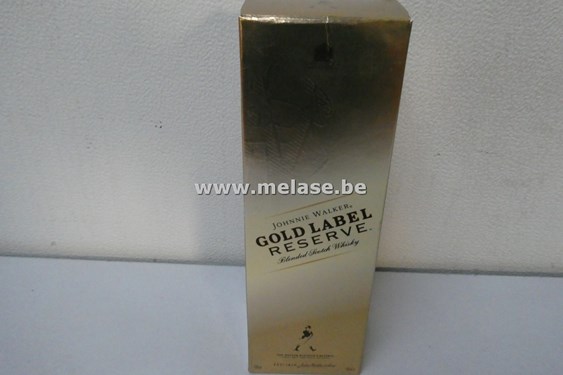 www.melase.be
JOHNNIE WALKER
GOLD LABEL
RESERVE
Blended Scotch Whisky